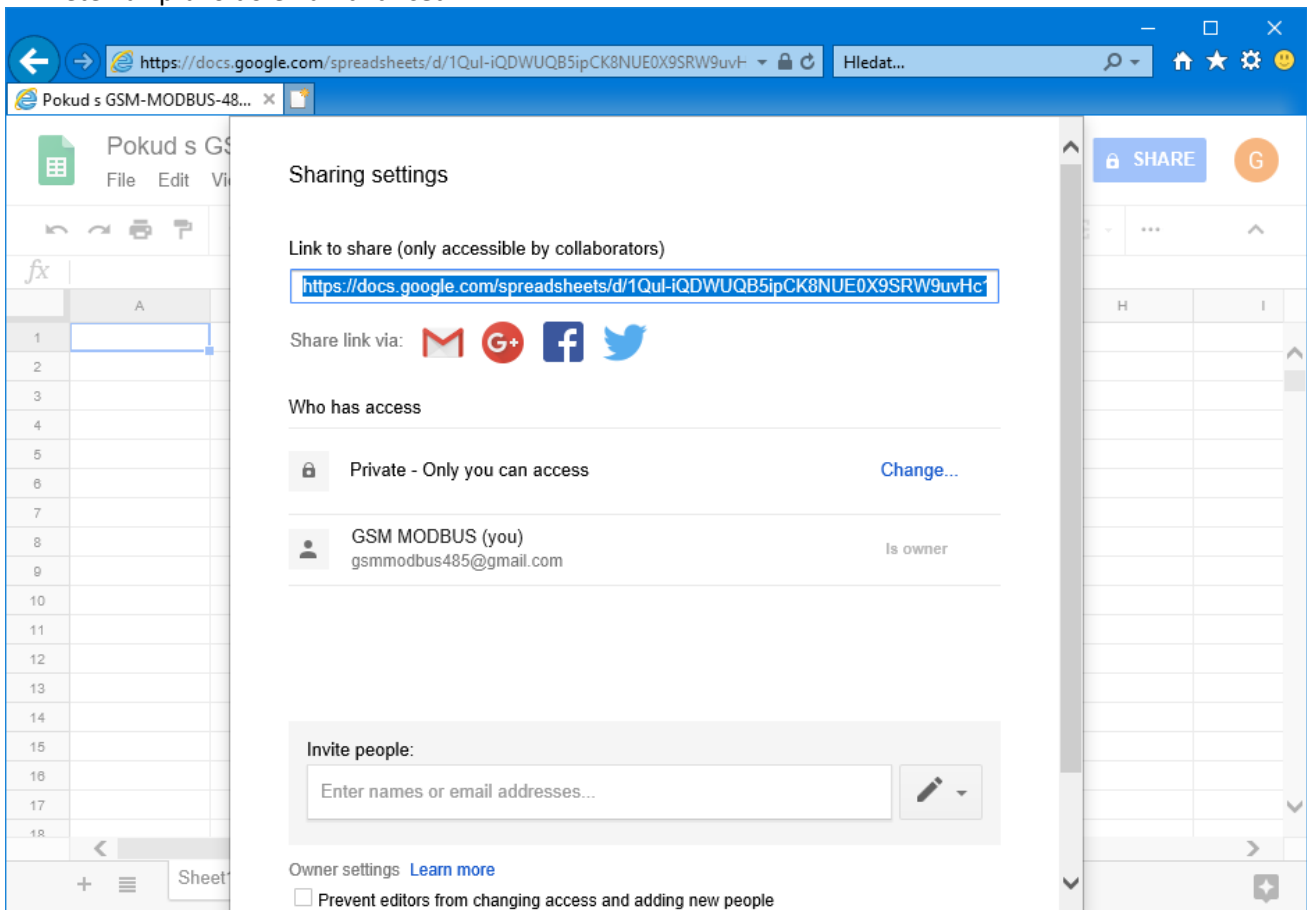 https://docs.google.com/spreadsheets/d/1QuI-iQDWUQB5ipCK8NUE0X9SRW9uvH
Hledat...
Pokud s GSM-MODBUS-48...
Pokud s GS
File Edit Vi
SHARE
G
Sharing settings
Link to share (only accessible by collaborators)
https://docs.google.com/spreadsheets/d/1QuI-iQDWUQB5ipCK8NUE0X9SRW9uvHc1
Share link via:
G+
fx
A
H
I
1
2
3
4
5
6
7
8
9
10
11
12
13
14
15
16
17
18
Who has access
Private - Only you can access
Change...
GSM MODBUS (you)
gsmmodbus485@gmail.com
Is owner
Invite people:
Enter names or email addresses...
Owner settings Learn more
Prevent editors from changing access and adding new people
Sheet1